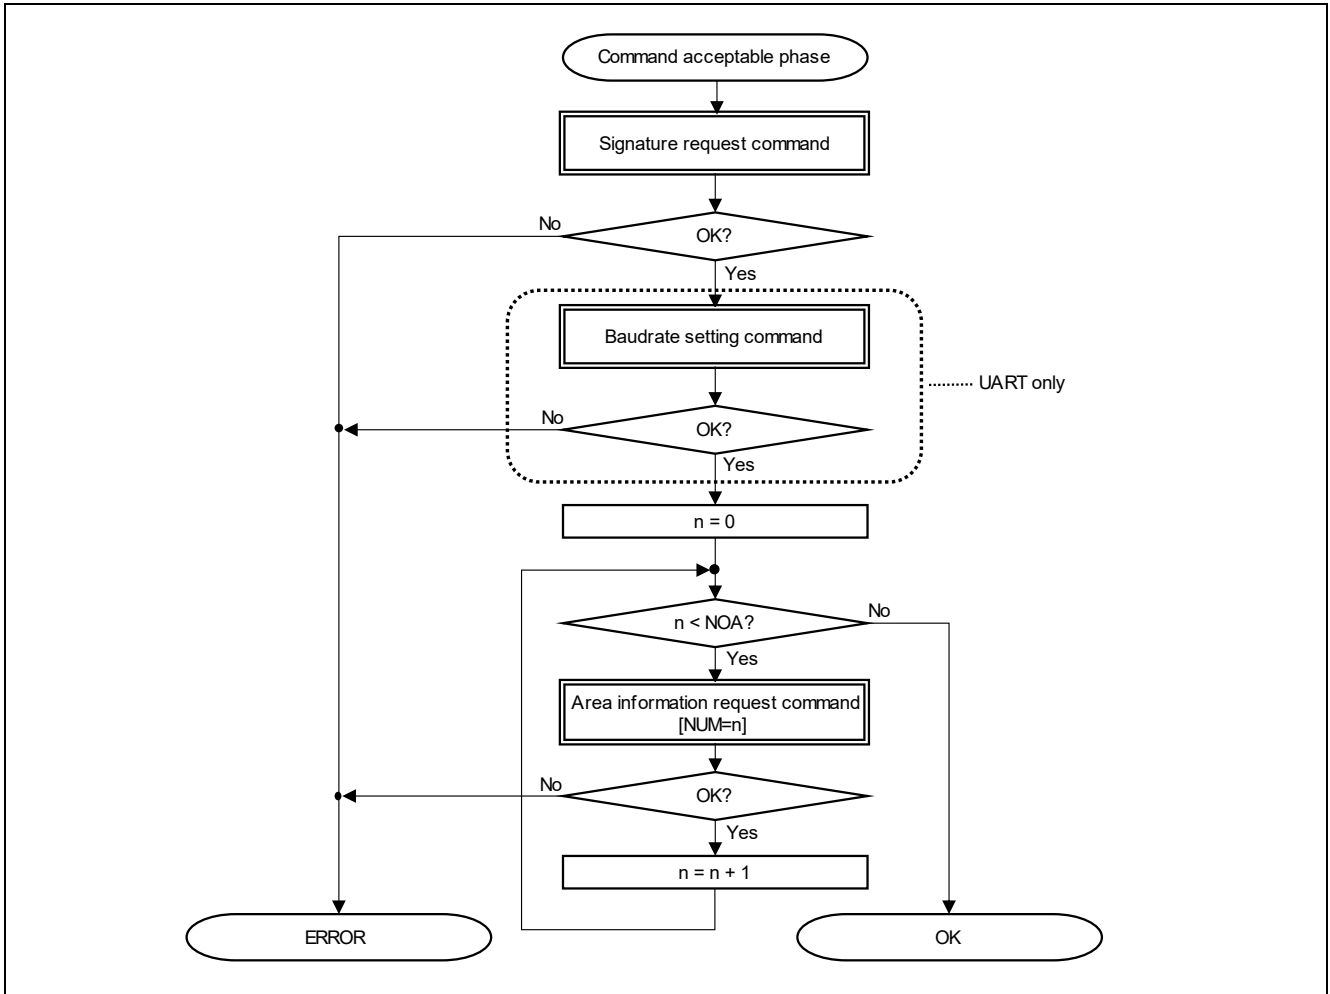 Command acceptable phase
Signature request command
No
OK?
Yes
Baudrate setting command
UART only
No
OK?
Yes
n = 0
n < NOA?
No
Yes
Area information request command
[NUM=n]
No
OK?
Yes
n = n + 1
ERROR
OK